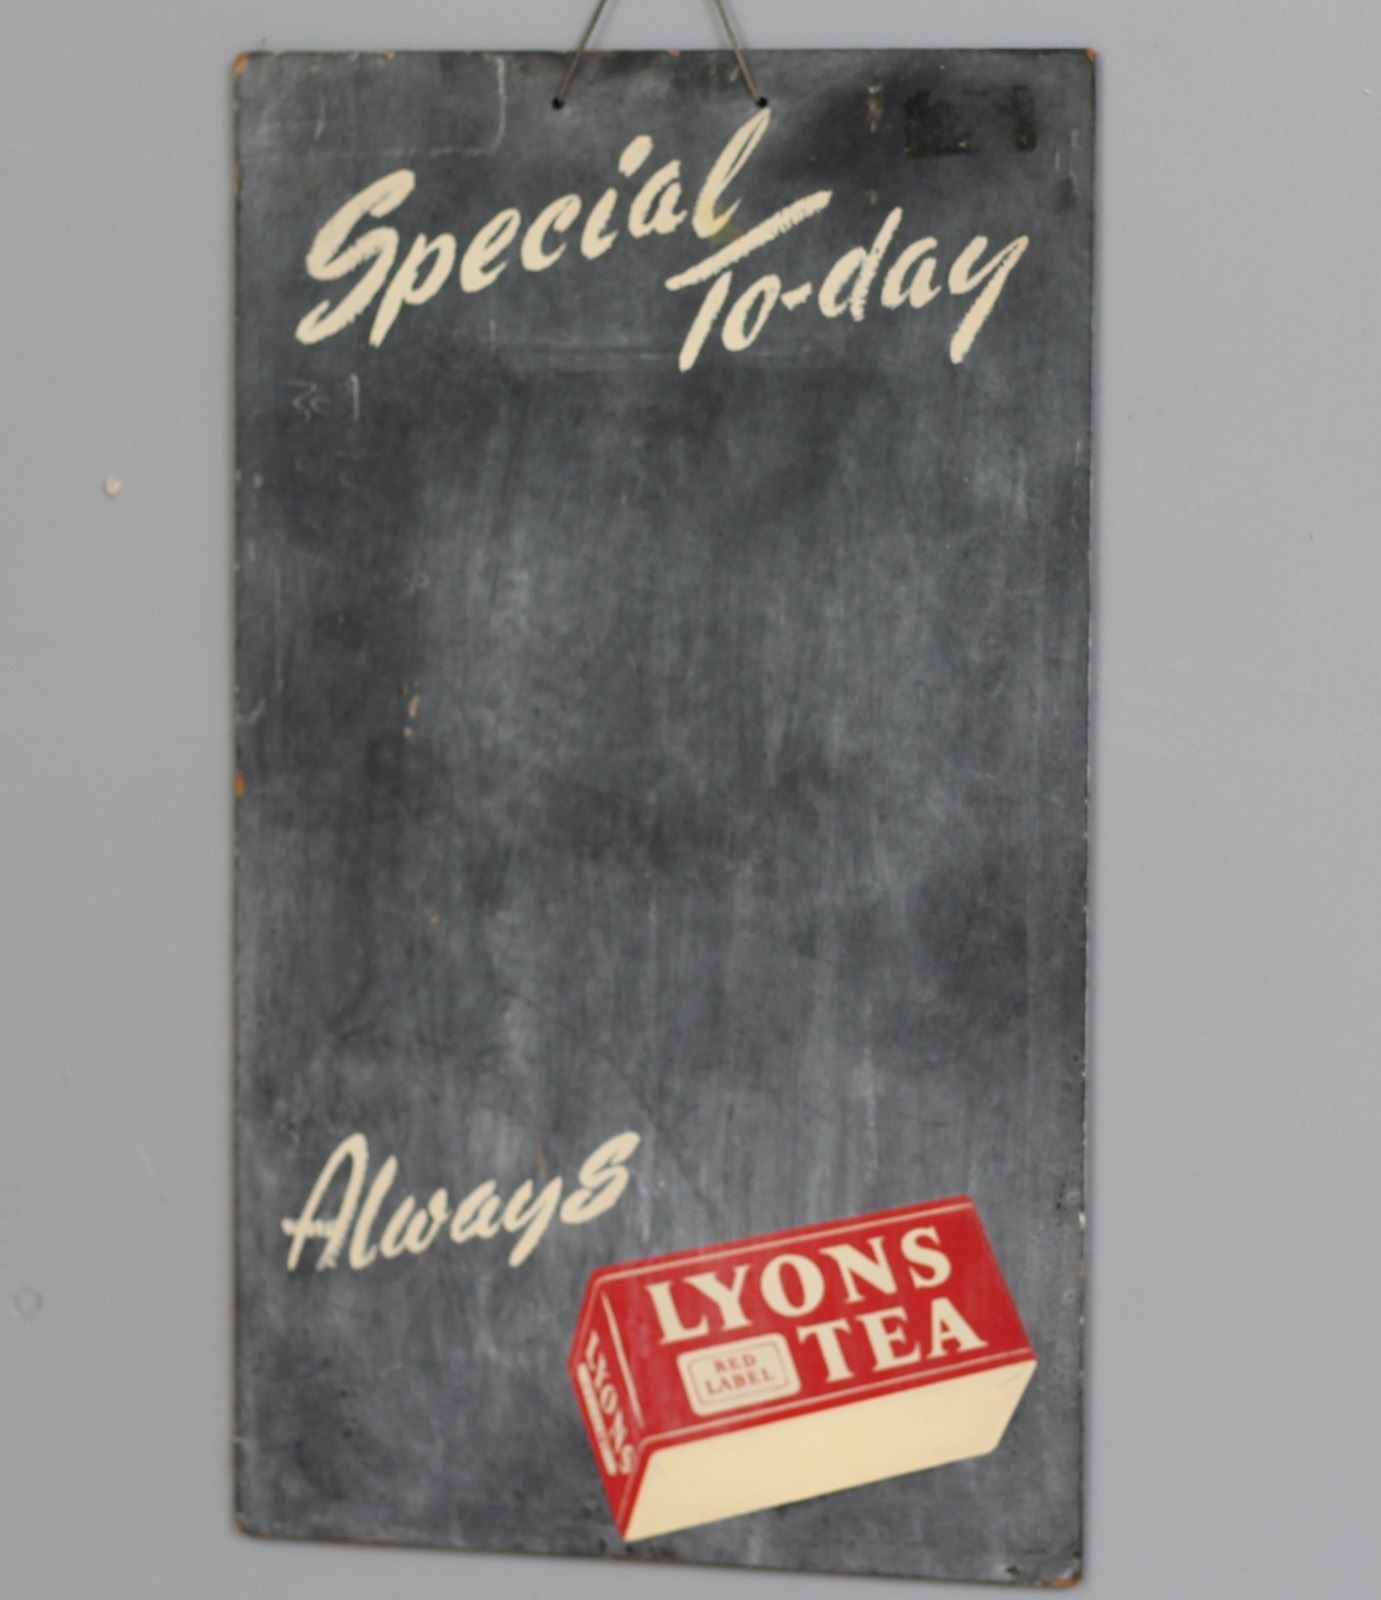 Special
To-day
Always
LYONS
TEA
RED
LABEL
LYONS